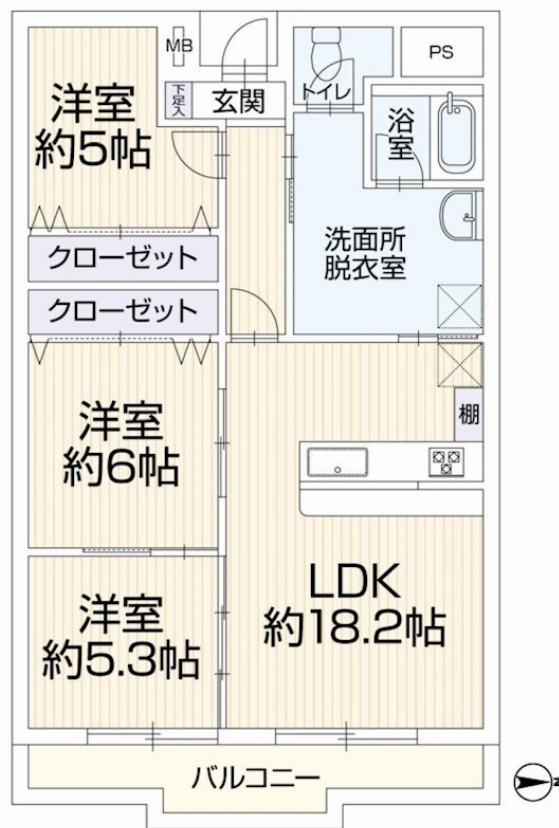 MB
PS
洋室
約5帖
下足入
玄関
トイレ
浴室
洗面所
脱衣室
クローゼット
クローゼット
洋室
約6帖
棚
洋室
約5.3帖
LDK
約18.2帖
バルコニー
N